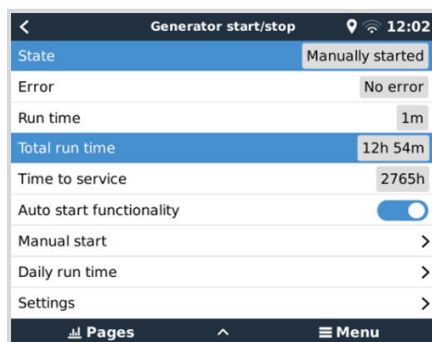 Generator start/stop 12:02
State Manually started
Error No error
Run time 1m
Total run time 12h 54m
Time to service 2765h
Auto start functionality
Manual start
Daily run time
Settings
Pages Menu